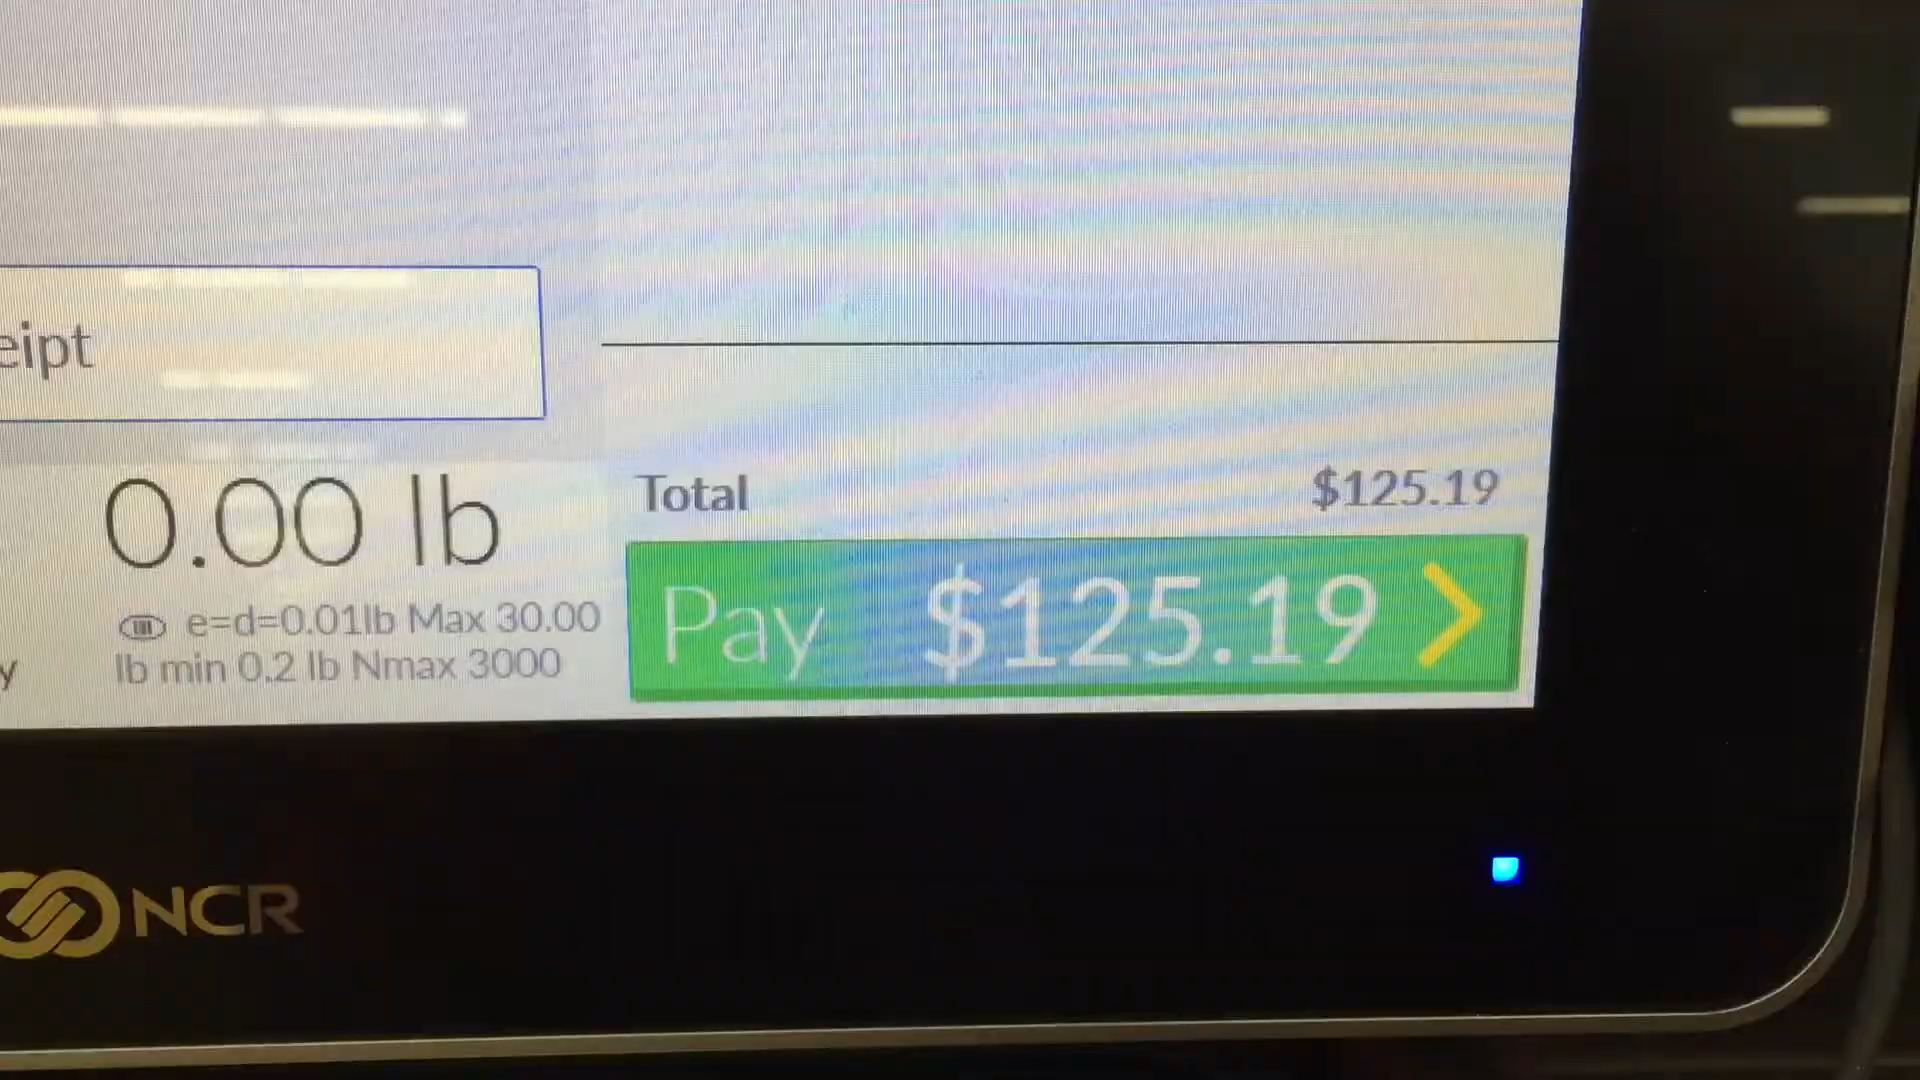 eipt
0.00 lb
e=d=0.01lb Max 30.00
lb min 0.2 lb Nmax 3000
y
Total
$125.19
Pay $125.19
NCR